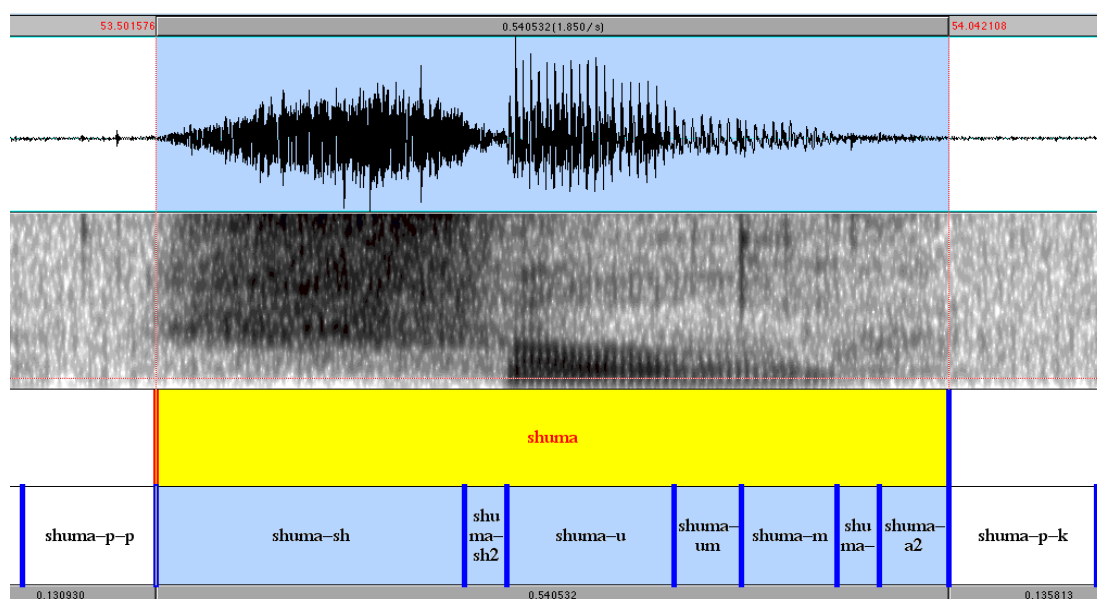 53.501576 0.540532 (1.850 / s) 54.042108
shuma
shuma-p-p shuma-sh shu ma- sh2 shuma-u shuma- um shuma-m shu ma- shuma- a2 shuma-p-k
0.130930 0.540532 0.135813